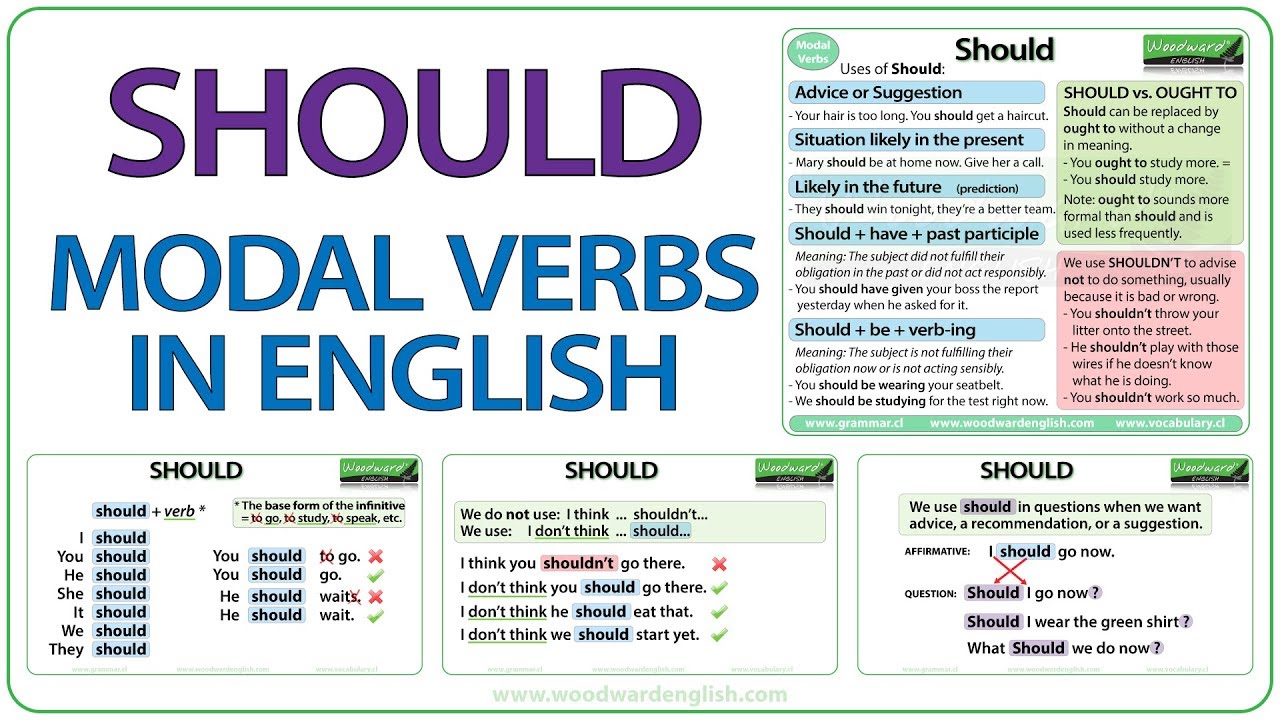 SHOULD
MODAL VERBS
IN ENGLISH
Modal
Verbs
Should
Woodward®
ENGLISH
Uses of Should:
Advice or Suggestion
- Your hair is too long. You should get a haircut.
Situation likely in the present
- Mary should be at home now. Give her a call.
Likely in the future (prediction)
- They should win tonight, they're a better team.
Should + have + past participle
Meaning: The subject did not fulfill their
obligation in the past or did not act responsibly.
- You should have given your boss the report
yesterday when he asked for it.
Should + be + verb-ing
Meaning: The subject is not fulfilling their
obligation now or is not acting sensibly.
- You should be wearing your seatbelt.
- We should be studying for the test right now.
SHOULD vs. OUGHT TO
Should can be replaced by
ought to without a change
in meaning.
- You ought to study more. =
- You should study more.
Note: ought to sounds more
formal than should and is
used less frequently.
We use SHOULDN'T to advise
not to do something, usually
because it is bad or wrong.
- You shouldn't throw your
litter onto the street.
- He shouldn't play with those
wires if he doesn't know
what he is doing.
- You shouldn't work so much.
www.grammar.cl www.woodwardenglish.com www.vocabulary.cl
SHOULD
Woodward®
ENGLISH
should + verb *
* The base form of the infinitive
= to go, to study, to speak, etc.
I should
You should
He should
She should
It should
We should
They should
You should to go.
You should go.
He should waits.
He should wait.
www.grammar.cl www.woodwardenglish.com www.vocabulary.cl
SHOULD
Woodward®
ENGLISH
We do not use: I think ... shouldn't...
We use: I don't think ... should...
I think you shouldn't go there.
I don't think you should go there.
I don't think he should eat that.
I don't think we should start yet.
www.grammar.cl www.woodwardenglish.com www.vocabulary.cl
SHOULD
Woodward®
ENGLISH
We use should in questions when we want
advice, a recommendation, or a suggestion.
AFFIRMATIVE: I should go now.
QUESTION: Should I go now?
Should I wear the green shirt?
What Should we do now?
www.grammar.cl www.woodwardenglish.com www.vocabulary.cl
www.woodwardenglish.com